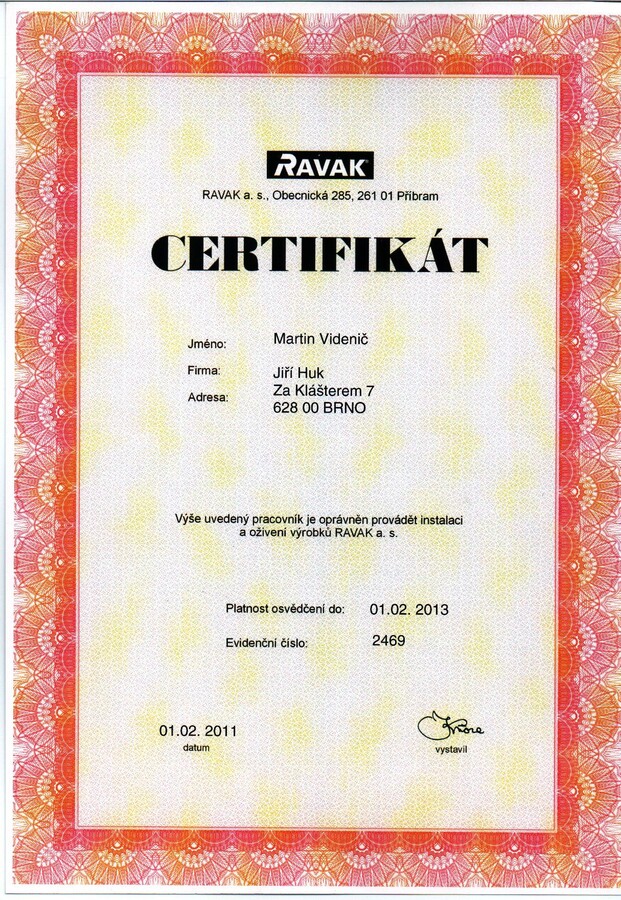 RAVAK
RAVAK a. s., Obecnická 285, 261 01 Příbram
CERTIFIKÁT
Jméno: Martin Videnič
Firma: Jiří Huk
Adresa: Za Klášterem 7
628 00 BRNO
Výše uvedený pracovník je oprávněn provádět instalaci
a oživení výrobků RAVAK a. s.
Platnost osvědčení do: 01.02. 2013
Evidenční číslo: 2469
01.02. 2011
datum
vystavil